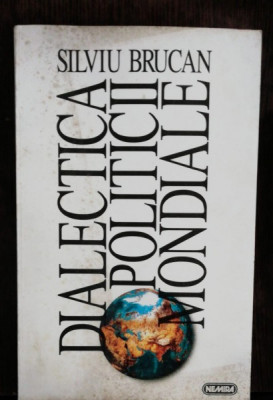 SILVIU BRUCAN
DIALECTICA
POLITICII
MONDIALE
NEMIRA